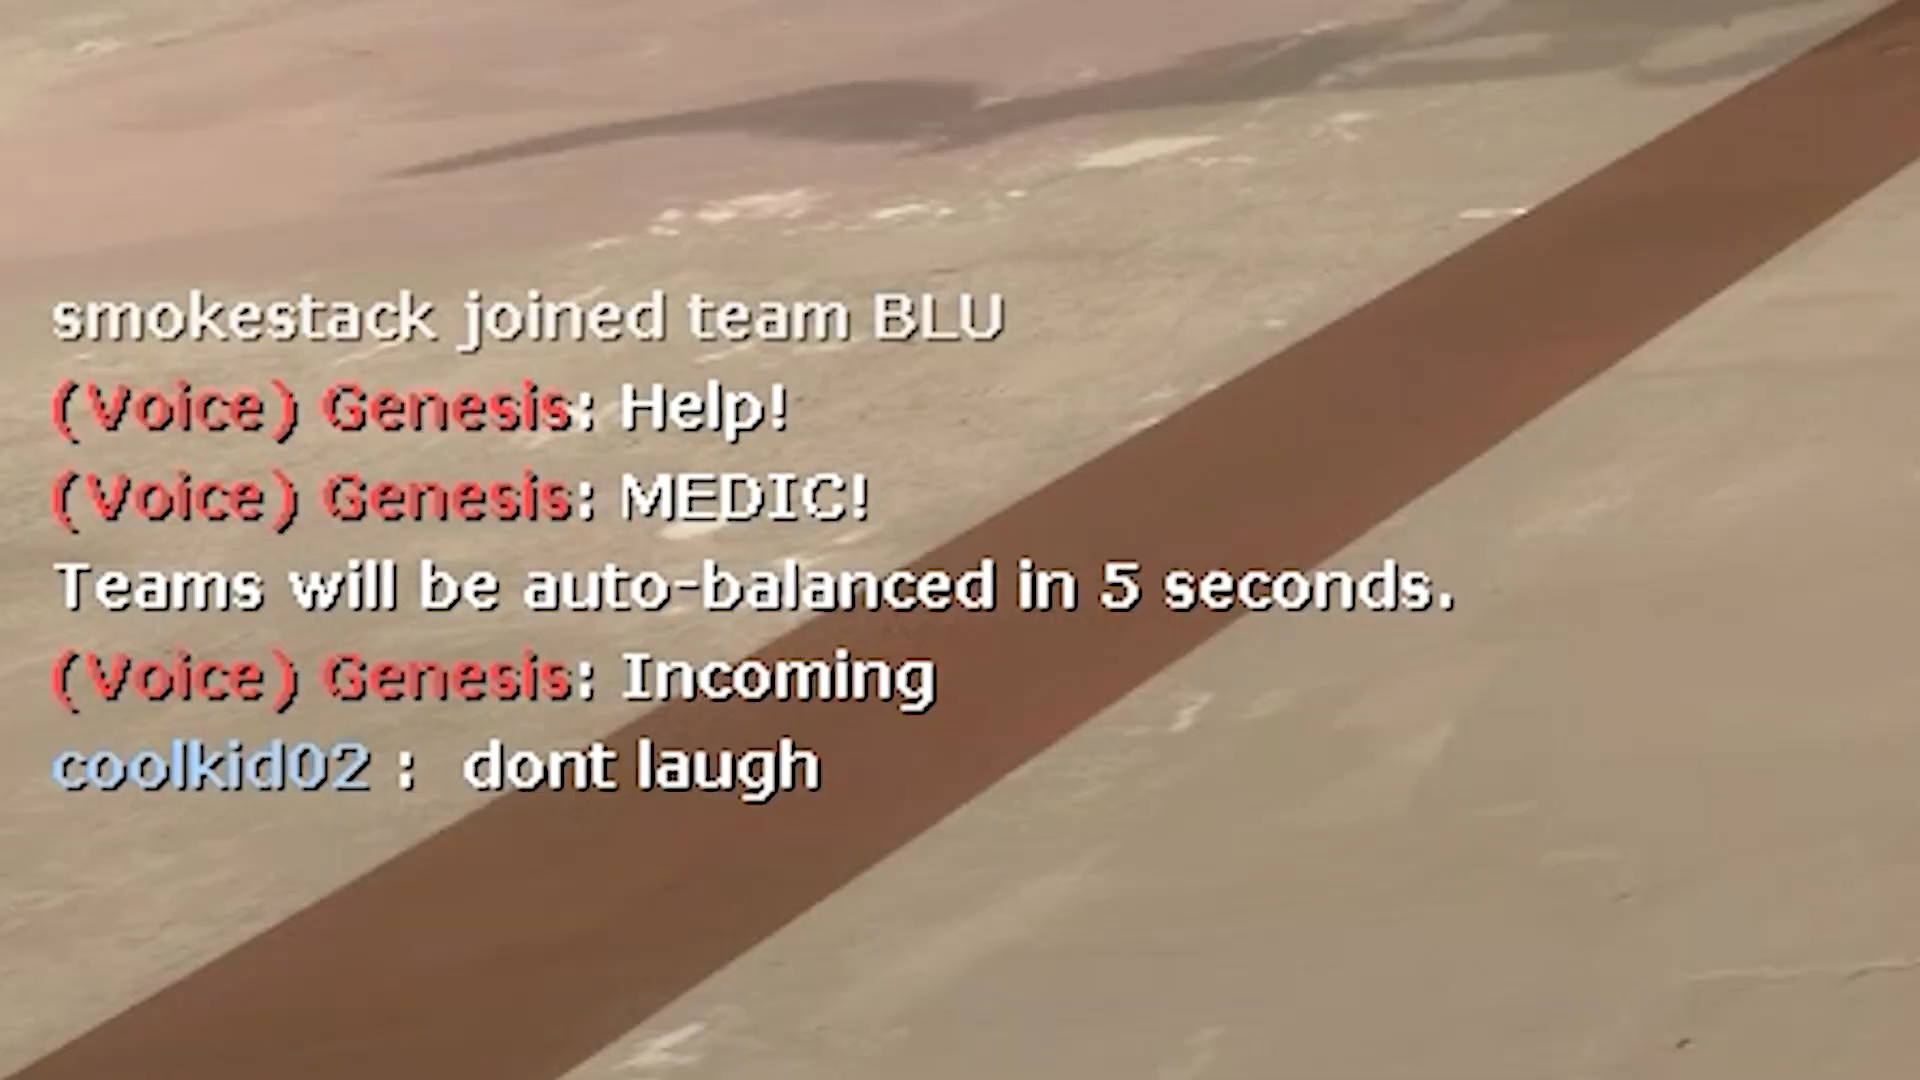 smokestack joined team BLU
(Voice) Genesis: Help!
(Voice) Genesis: MEDIC!
Teams will be auto-balanced in 5 seconds.
(Voice) Genesis: Incoming
coolkid02 :  dont laugh